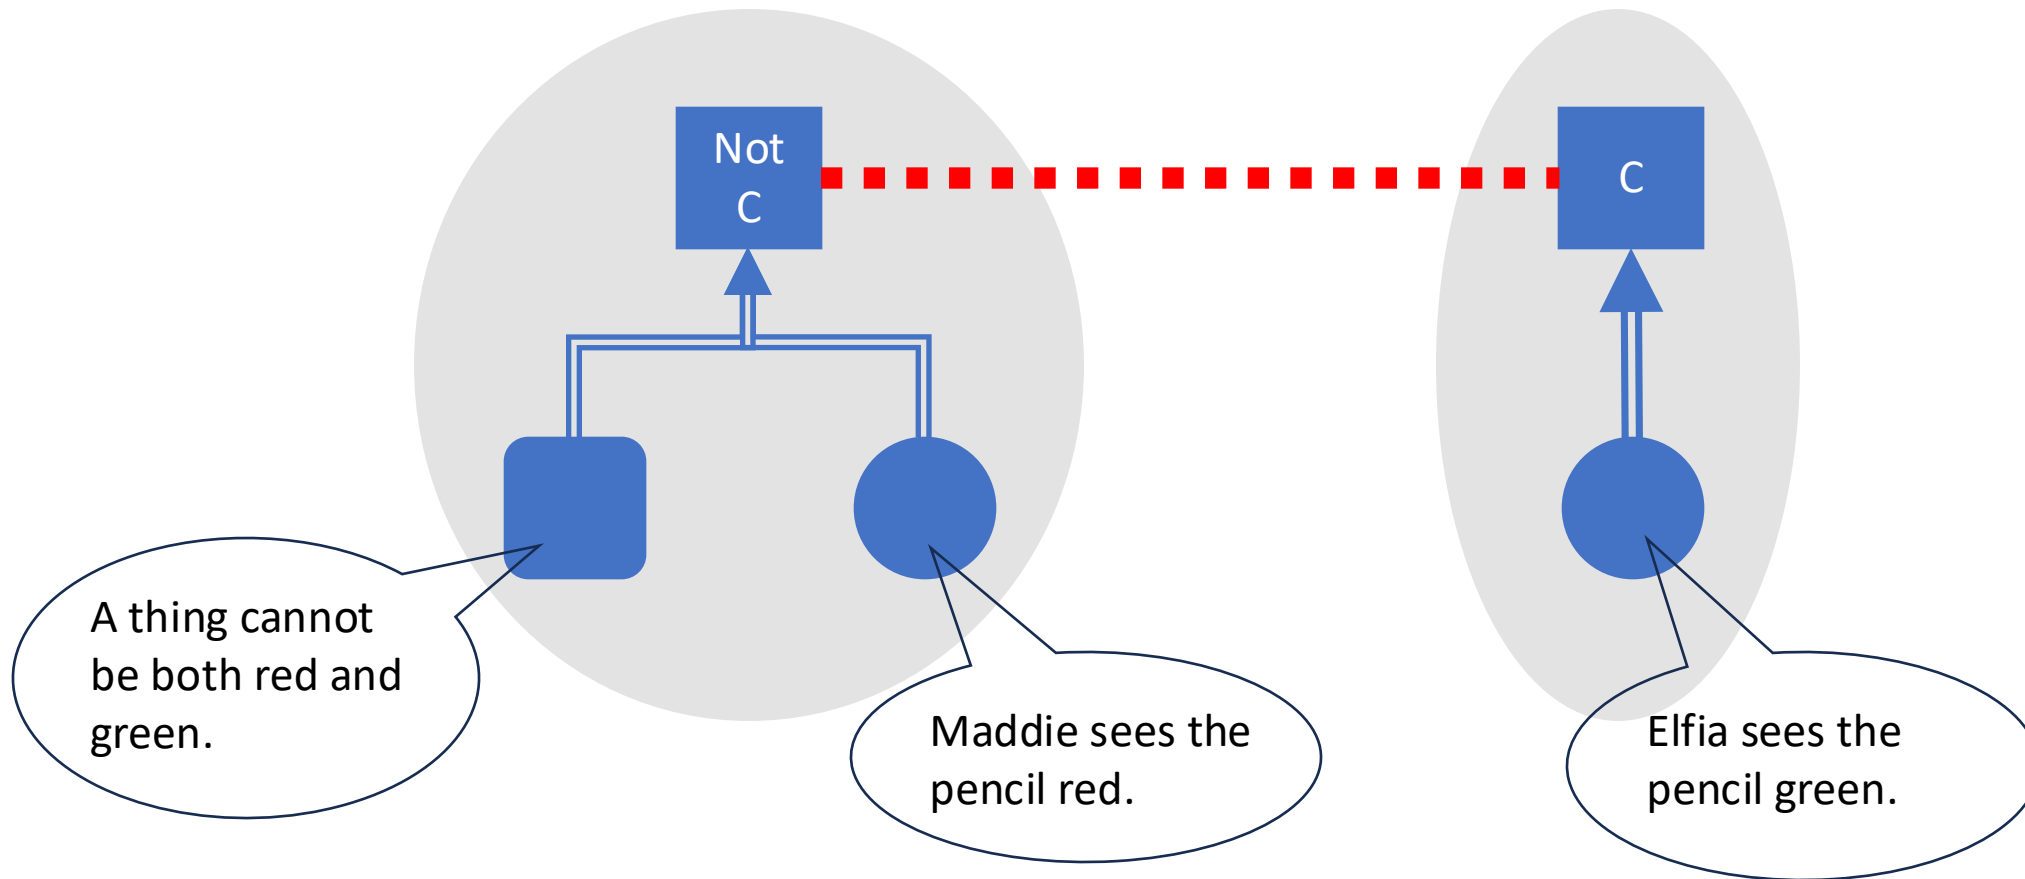 Not
C
C
A thing cannot
be both red and
green.
Maddie sees the
pencil red.
Elfia sees the
pencil green.